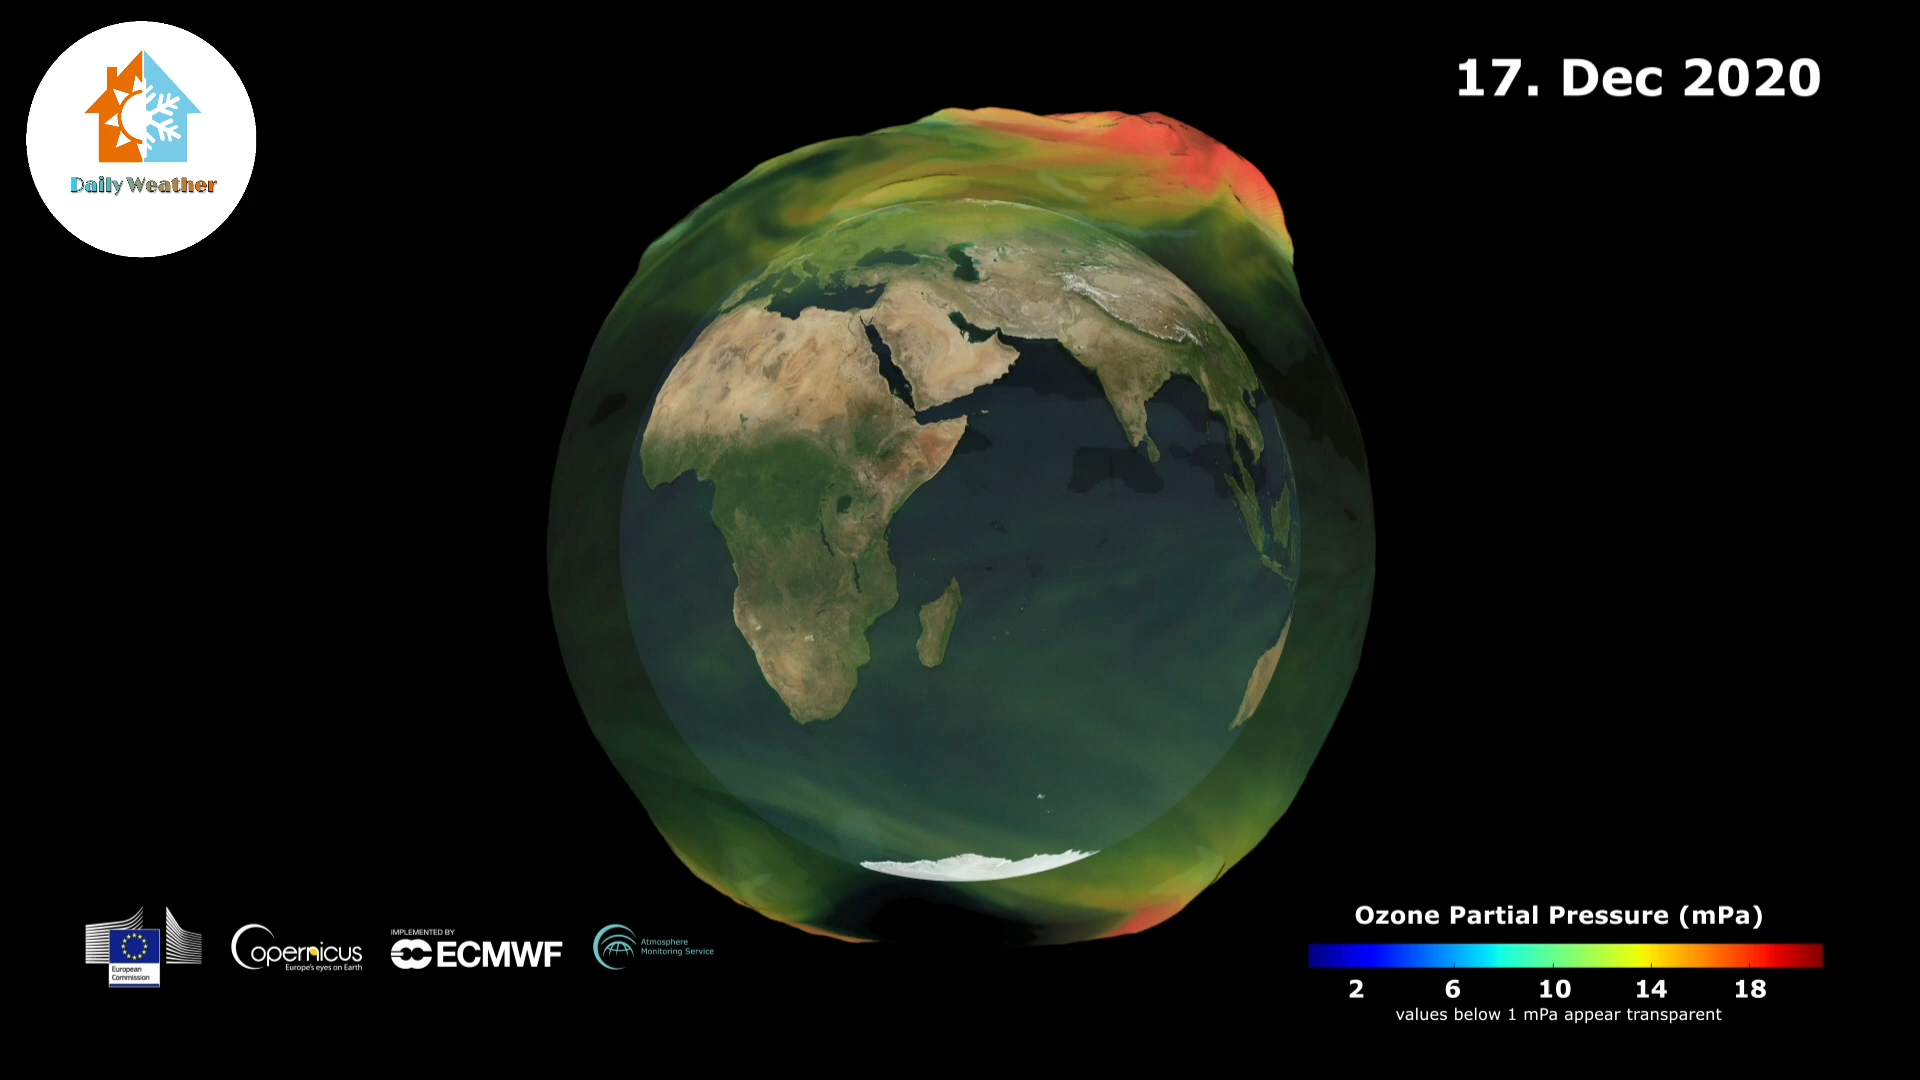 17. Dec 2020
Daily Weather
Ozone Partial Pressure (mPa)
2 6 10 14 18
values below 1 mPa appear transparent
European
Commission
opernicus
Europe's eyes on Earth
IMPLEMENTED BY
ECMWF
Atmosphere
Monitoring Service